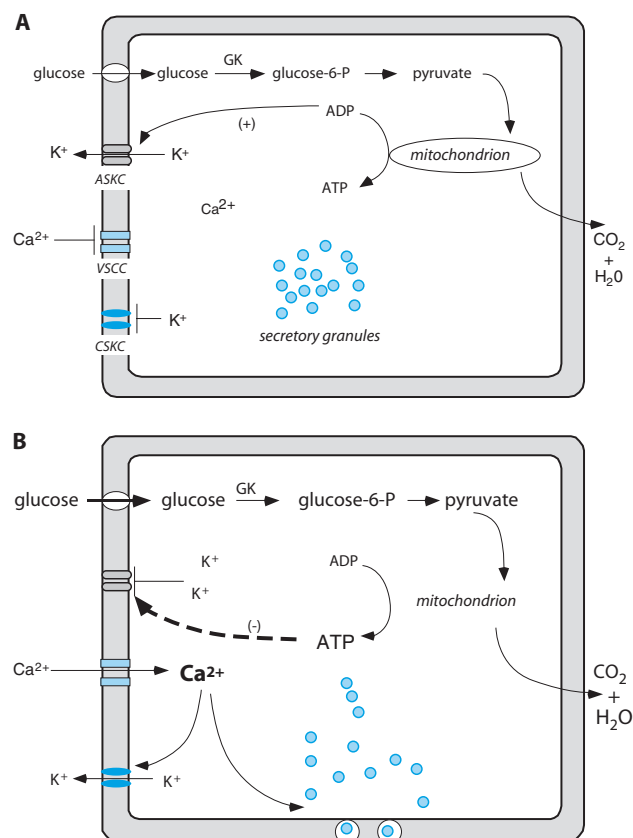 A
glucose glucose GK glucose-6-P pyruvate
(+) ADP
K+ K+ mitochondrion
ASKC
ATP
Ca2+
Ca2+ CO2
+
VSCC H20
K+
CSKC secretory granules
B
glucose glucose GK glucose-6-P pyruvate
K+ ADP
K+ mitochondrion
(-) ATP
Ca2+ Ca2+ CO2
+
H2O
K+ K+